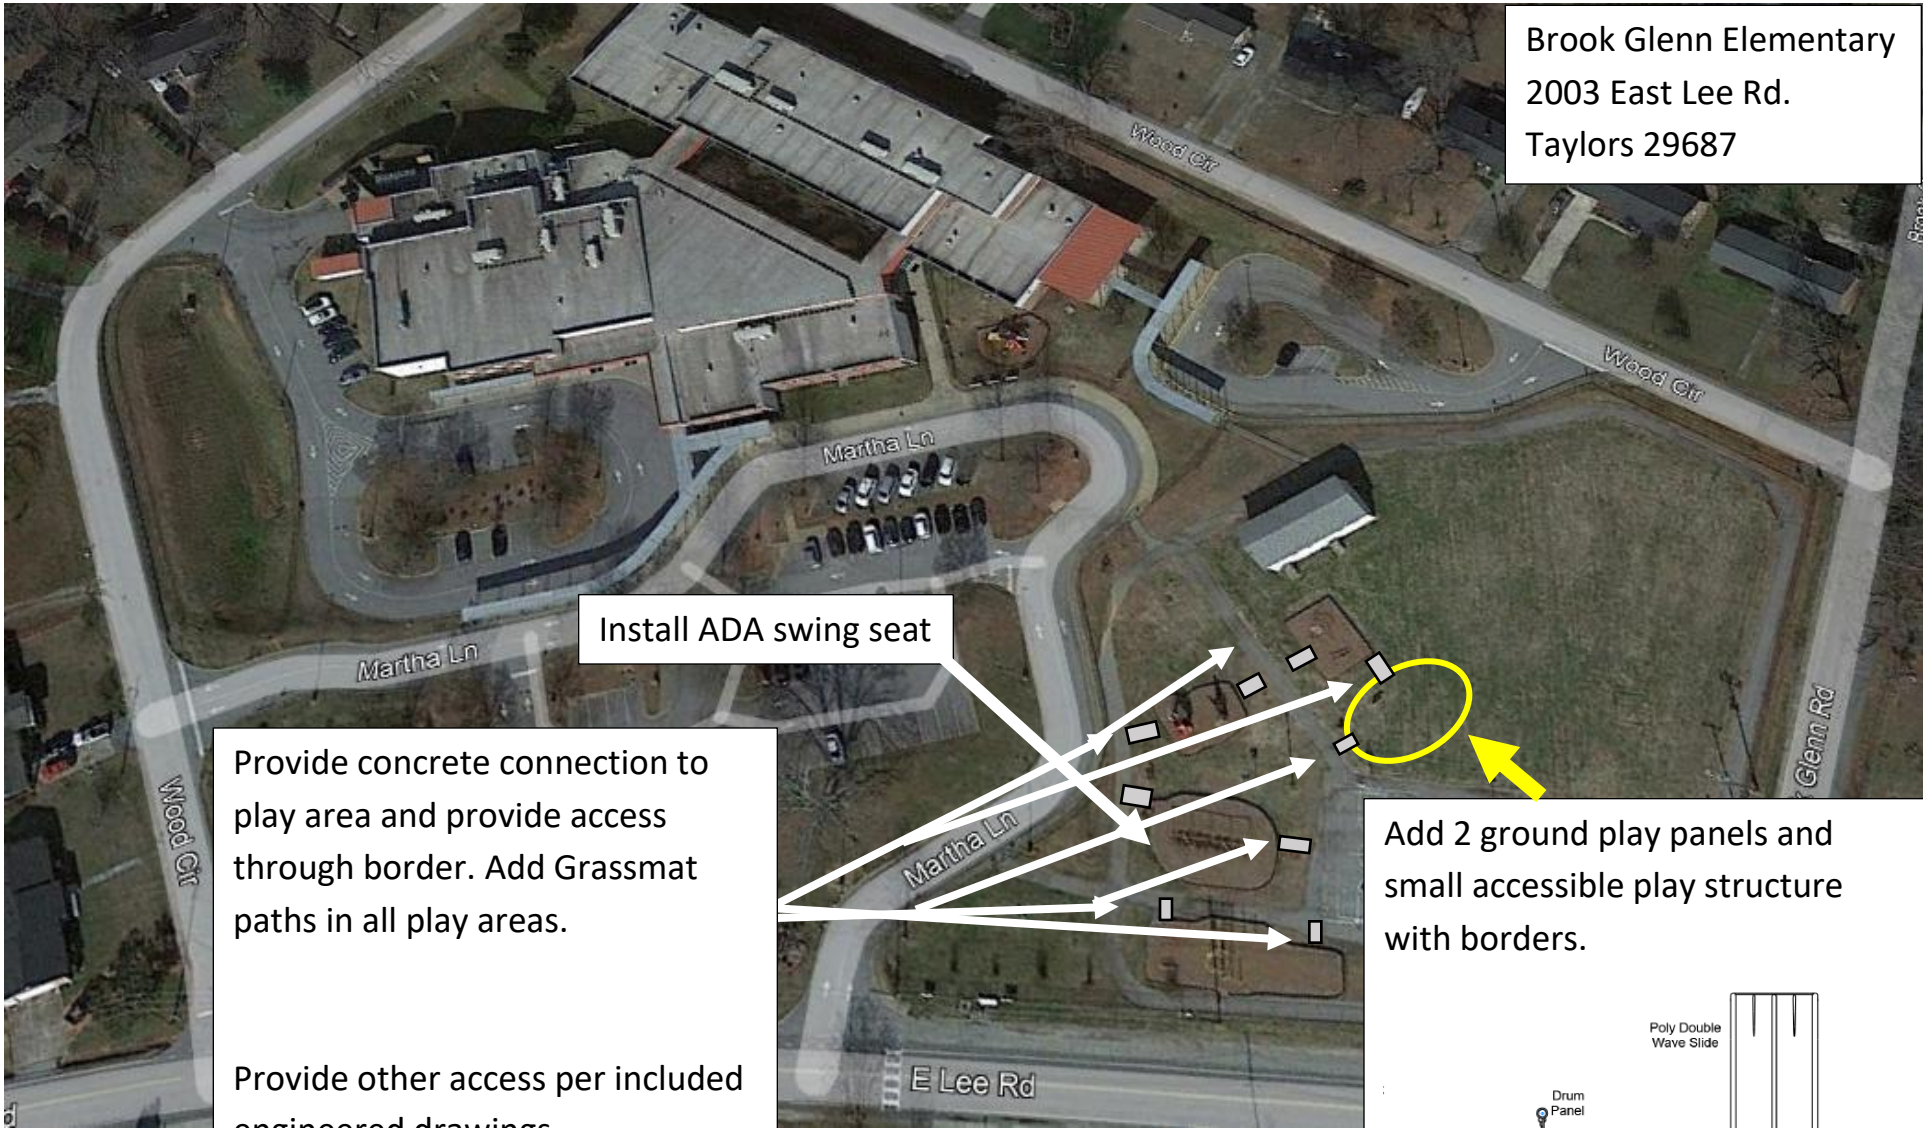 Brook Glenn Elementary
2003 East Lee Rd.
Taylors 29687
Wood Cir
Wood Cir
Martha Ln
Install ADA swing seat
Martha Ln
Glenn Rd
Provide concrete connection to
play area and provide access
through border. Add Grassmat
paths in all play areas.
Wood Cir
Martha Ln
Add 2 ground play panels and
small accessible play structure
with borders.
Poly Double
Wave Slide
Provide other access per included
engineered drawings
E Lee Rd
Drum
Panel